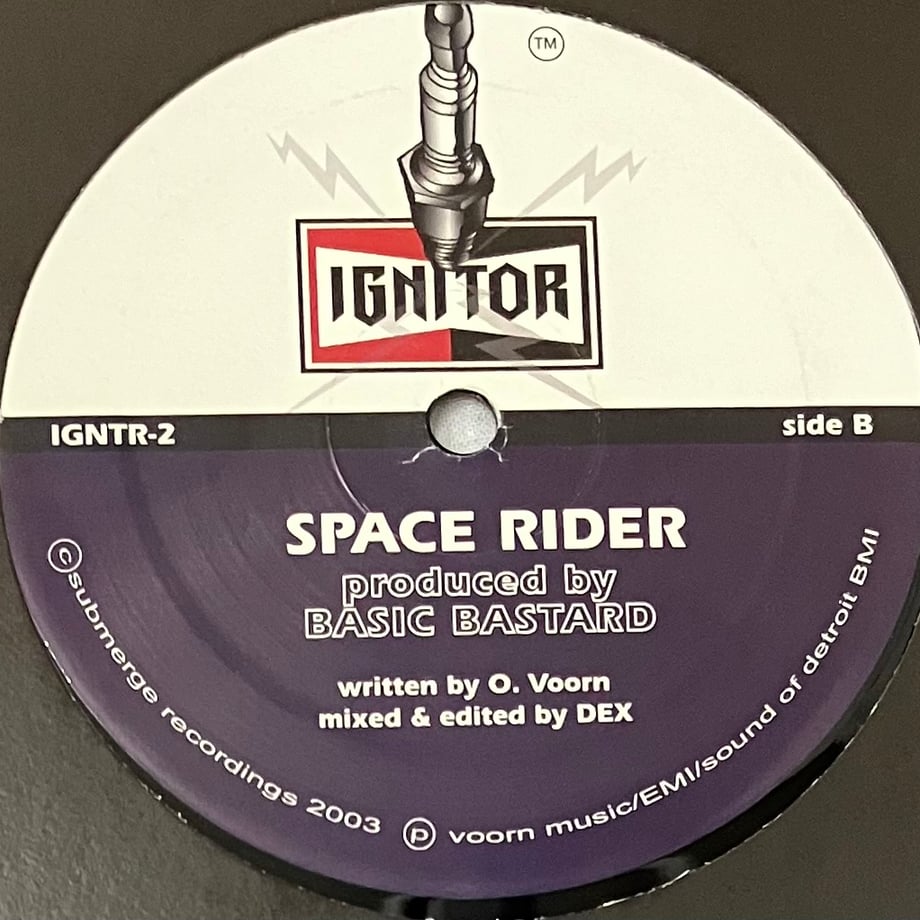 TM
IGNITOR
IGNTR-2
side B
SPACE RIDER
produced by
BASIC BASTARD
written by O. Voorn
mixed & edited by DEX
©submerge recordings 2003 ℗ voorn music/EMI/sound of detroit BMI